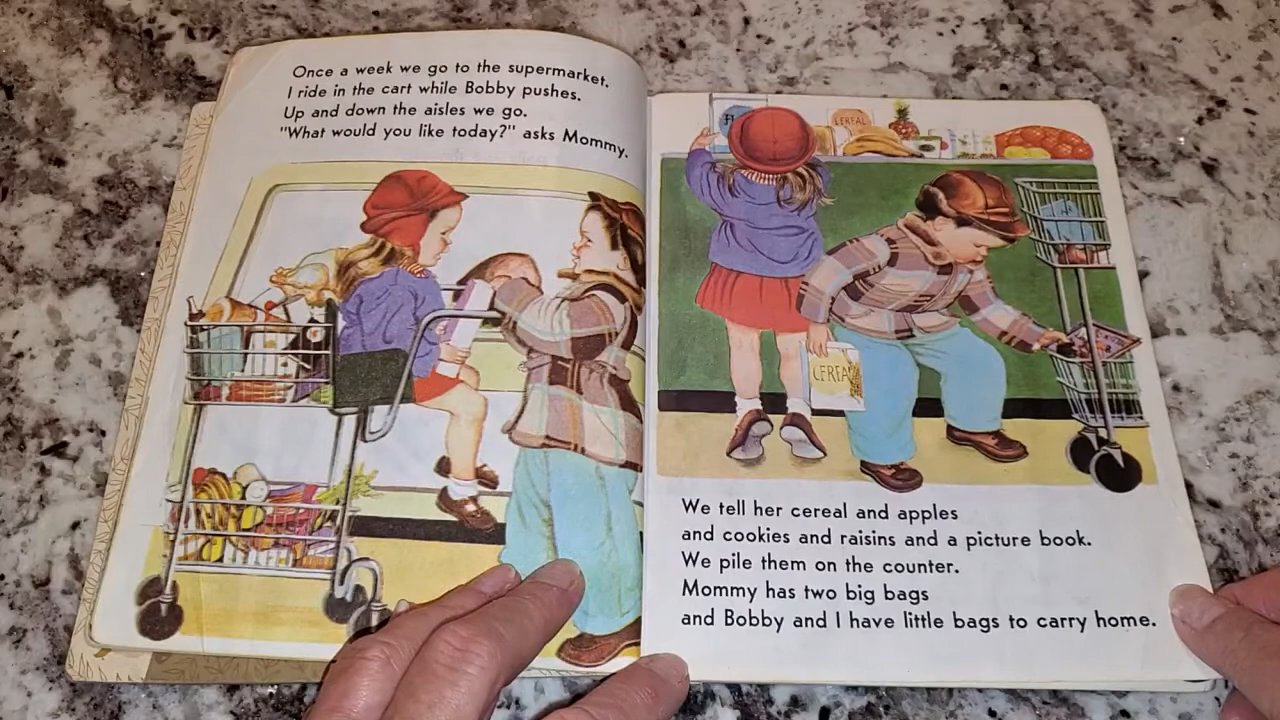 Once a week we go to the supermarket.
I ride in the cart while Bobby pushes.
Up and down the aisles we go.
"What would you like today?" asks Mommy.
CEREAL
CEREAL
We tell her cereal and apples
and cookies and raisins and a picture book.
We pile them on the counter.
Mommy has two big bags
and Bobby and I have little bags to carry home.